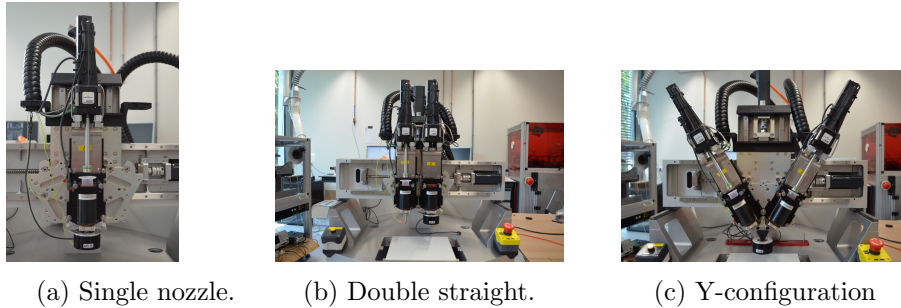 (a) Single nozzle.
(b) Double straight.
(c) Y-configuration